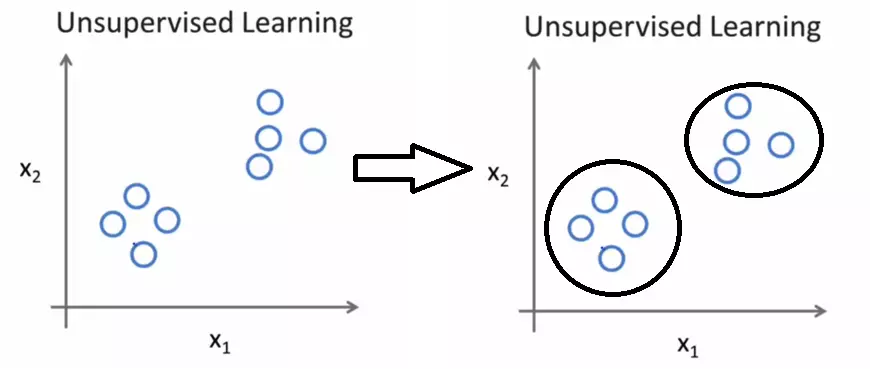 Unsupervised Learning
x₂
x₁
Unsupervised Learning
x₂
x₁